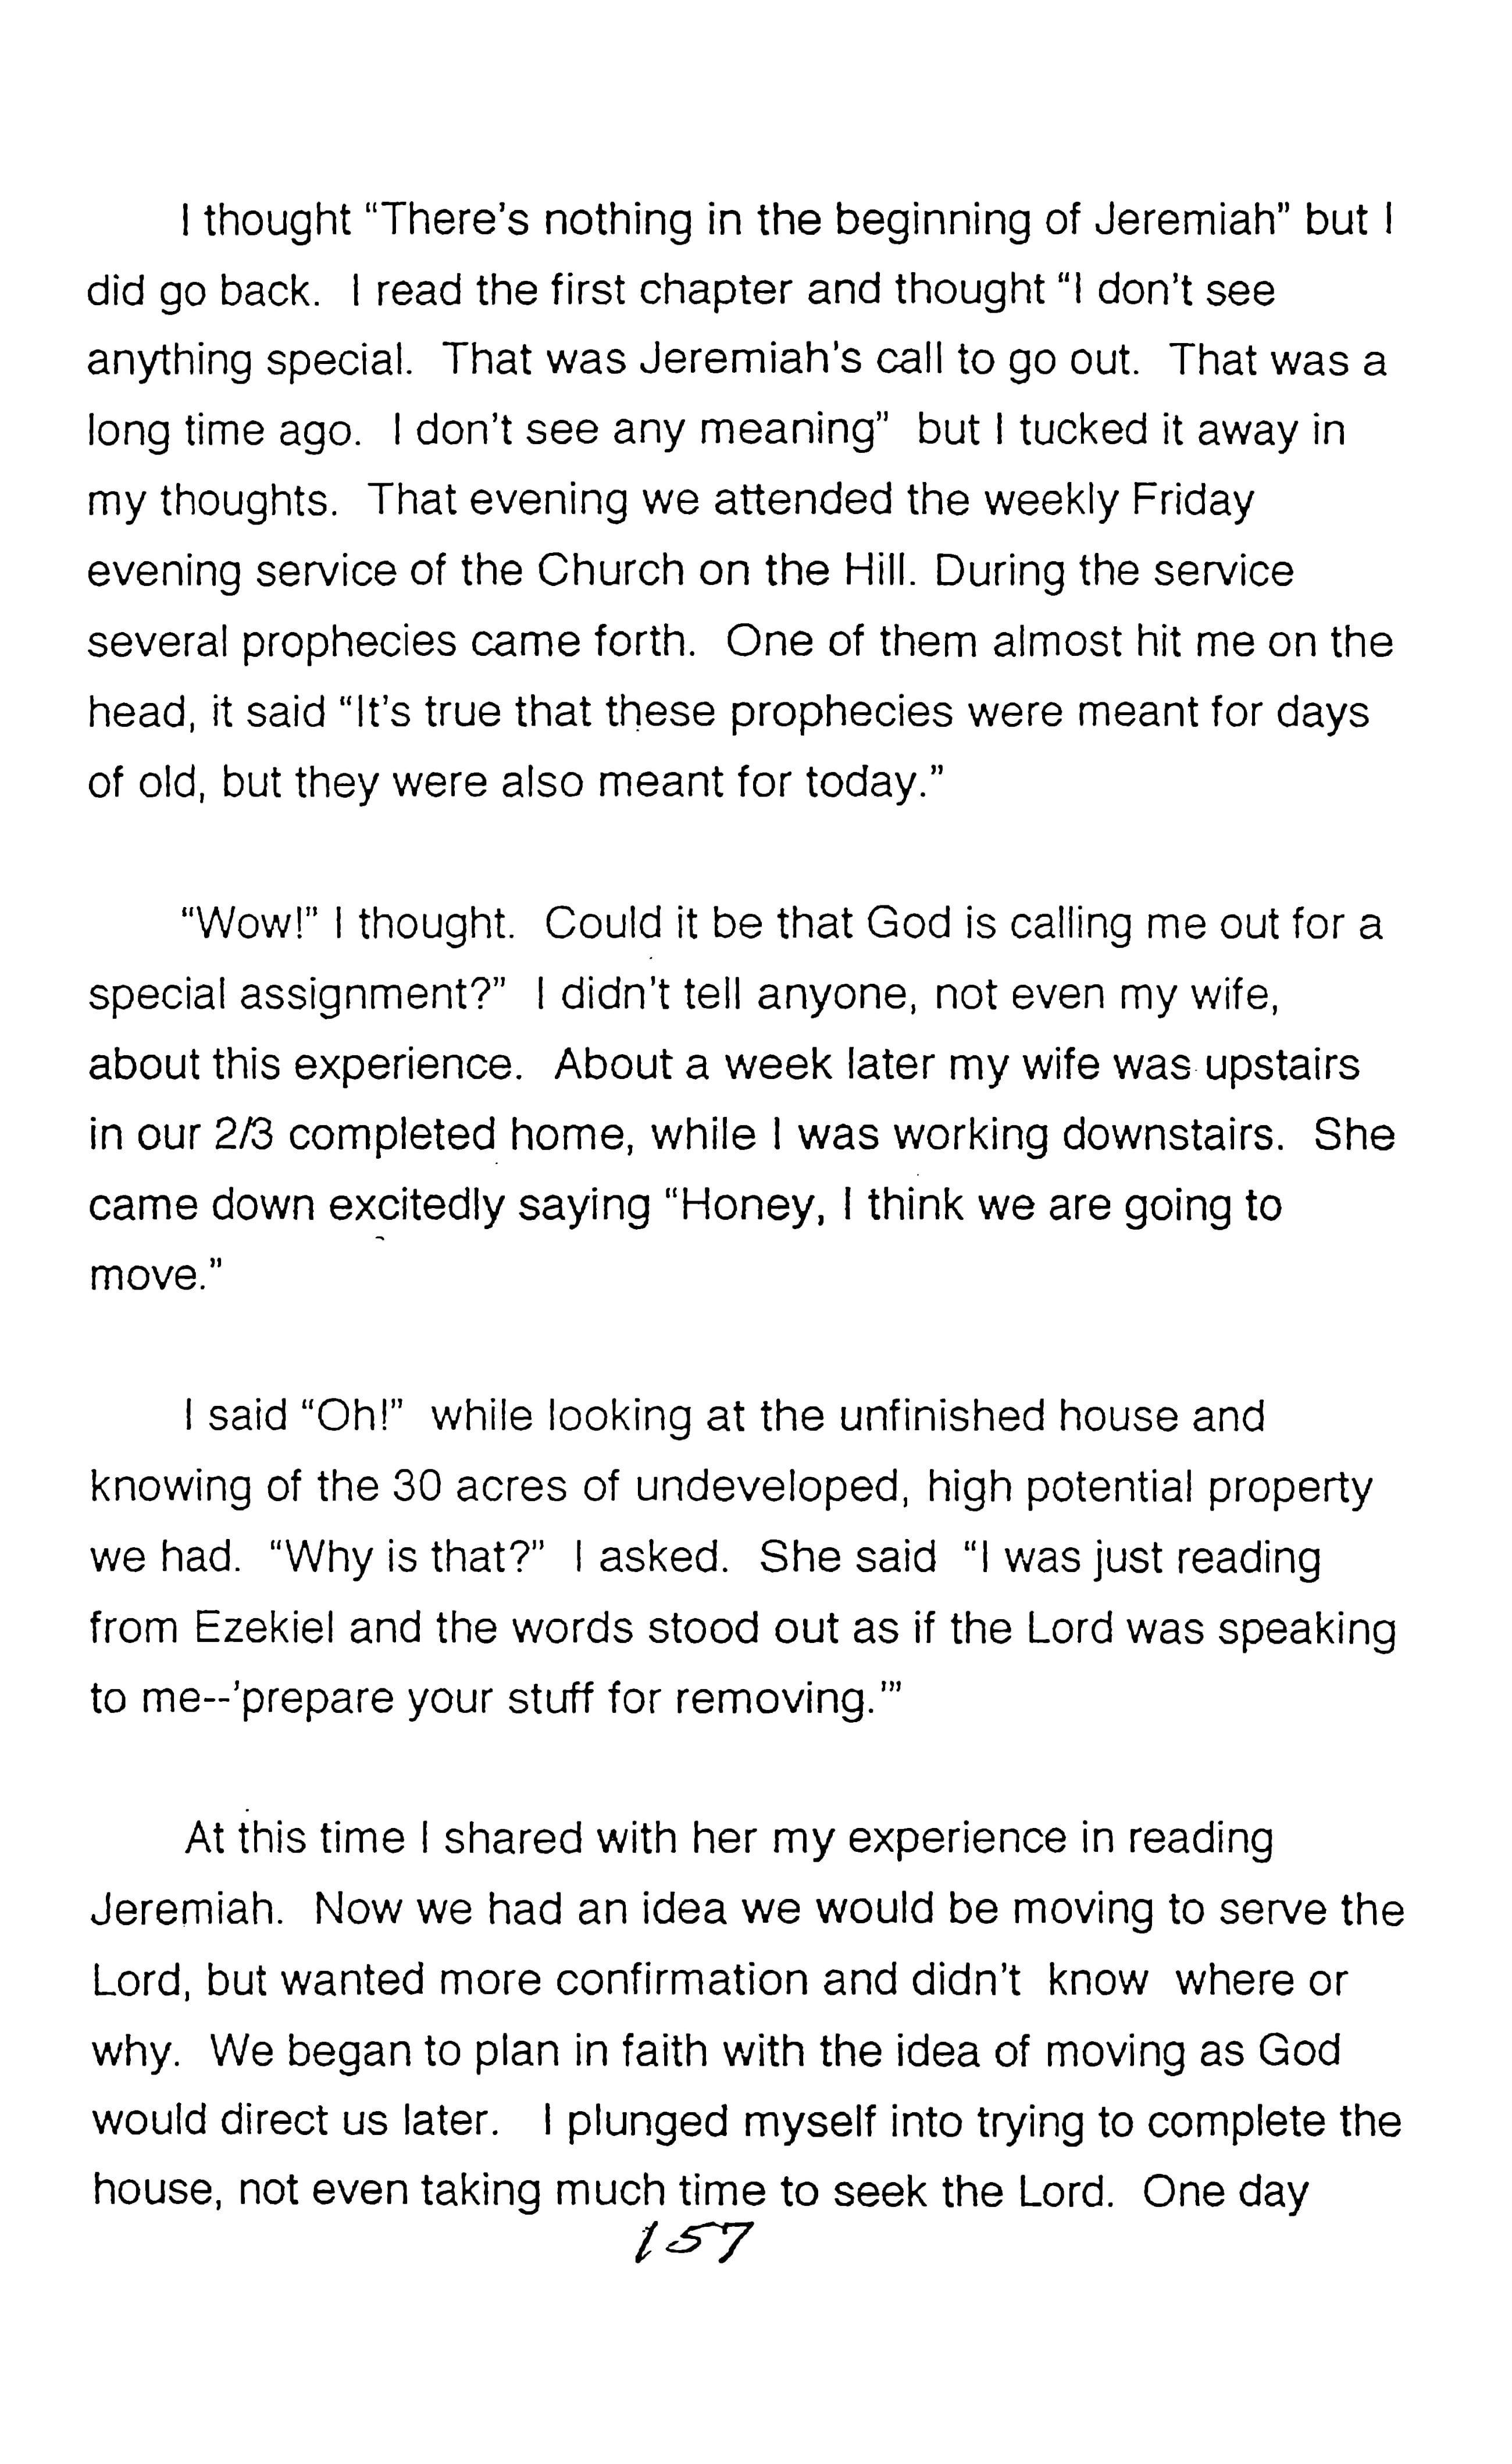 I thought “There's nothing in the beginning of Jeremiah” but I
did go back.  I read the first chapter and thought “I don't see
anything special.  That was Jeremiah's call to go out.  That was a
long time ago.  I don't see any meaning”  but I tucked it away in
my thoughts.  That evening we attended the weekly Friday
evening service of the Church on the Hill. During the service
several prophecies came forth.  One of them almost hit me on the
head, it said “It's true that these prophecies were meant for days
of old, but they were also meant for today.”
“Wow!” I thought.  Could it be that God is calling me out for a
special assignment?”  I didn't tell anyone, not even my wife,
about this experience.  About a week later my wife was upstairs
in our 2/3 completed home, while I was working downstairs.  She
came down excitedly saying “Honey, I think we are going to
move.”
I said “Oh!”  while looking at the unfinished house and
knowing of the 30 acres of undeveloped, high potential property
we had.  “Why is that?”  I asked.  She said  “I was just reading
from Ezekiel and the words stood out as if the Lord was speaking
to me--'prepare your stuff for removing.'”
At this time I shared with her my experience in reading
Jeremiah.  Now we had an idea we would be moving to serve the
Lord, but wanted more confirmation and didn't  know  where or
why.  We began to plan in faith with the idea of moving as God
would direct us later.   I plunged myself into trying to complete the
house, not even taking much time to seek the Lord.  One day
157